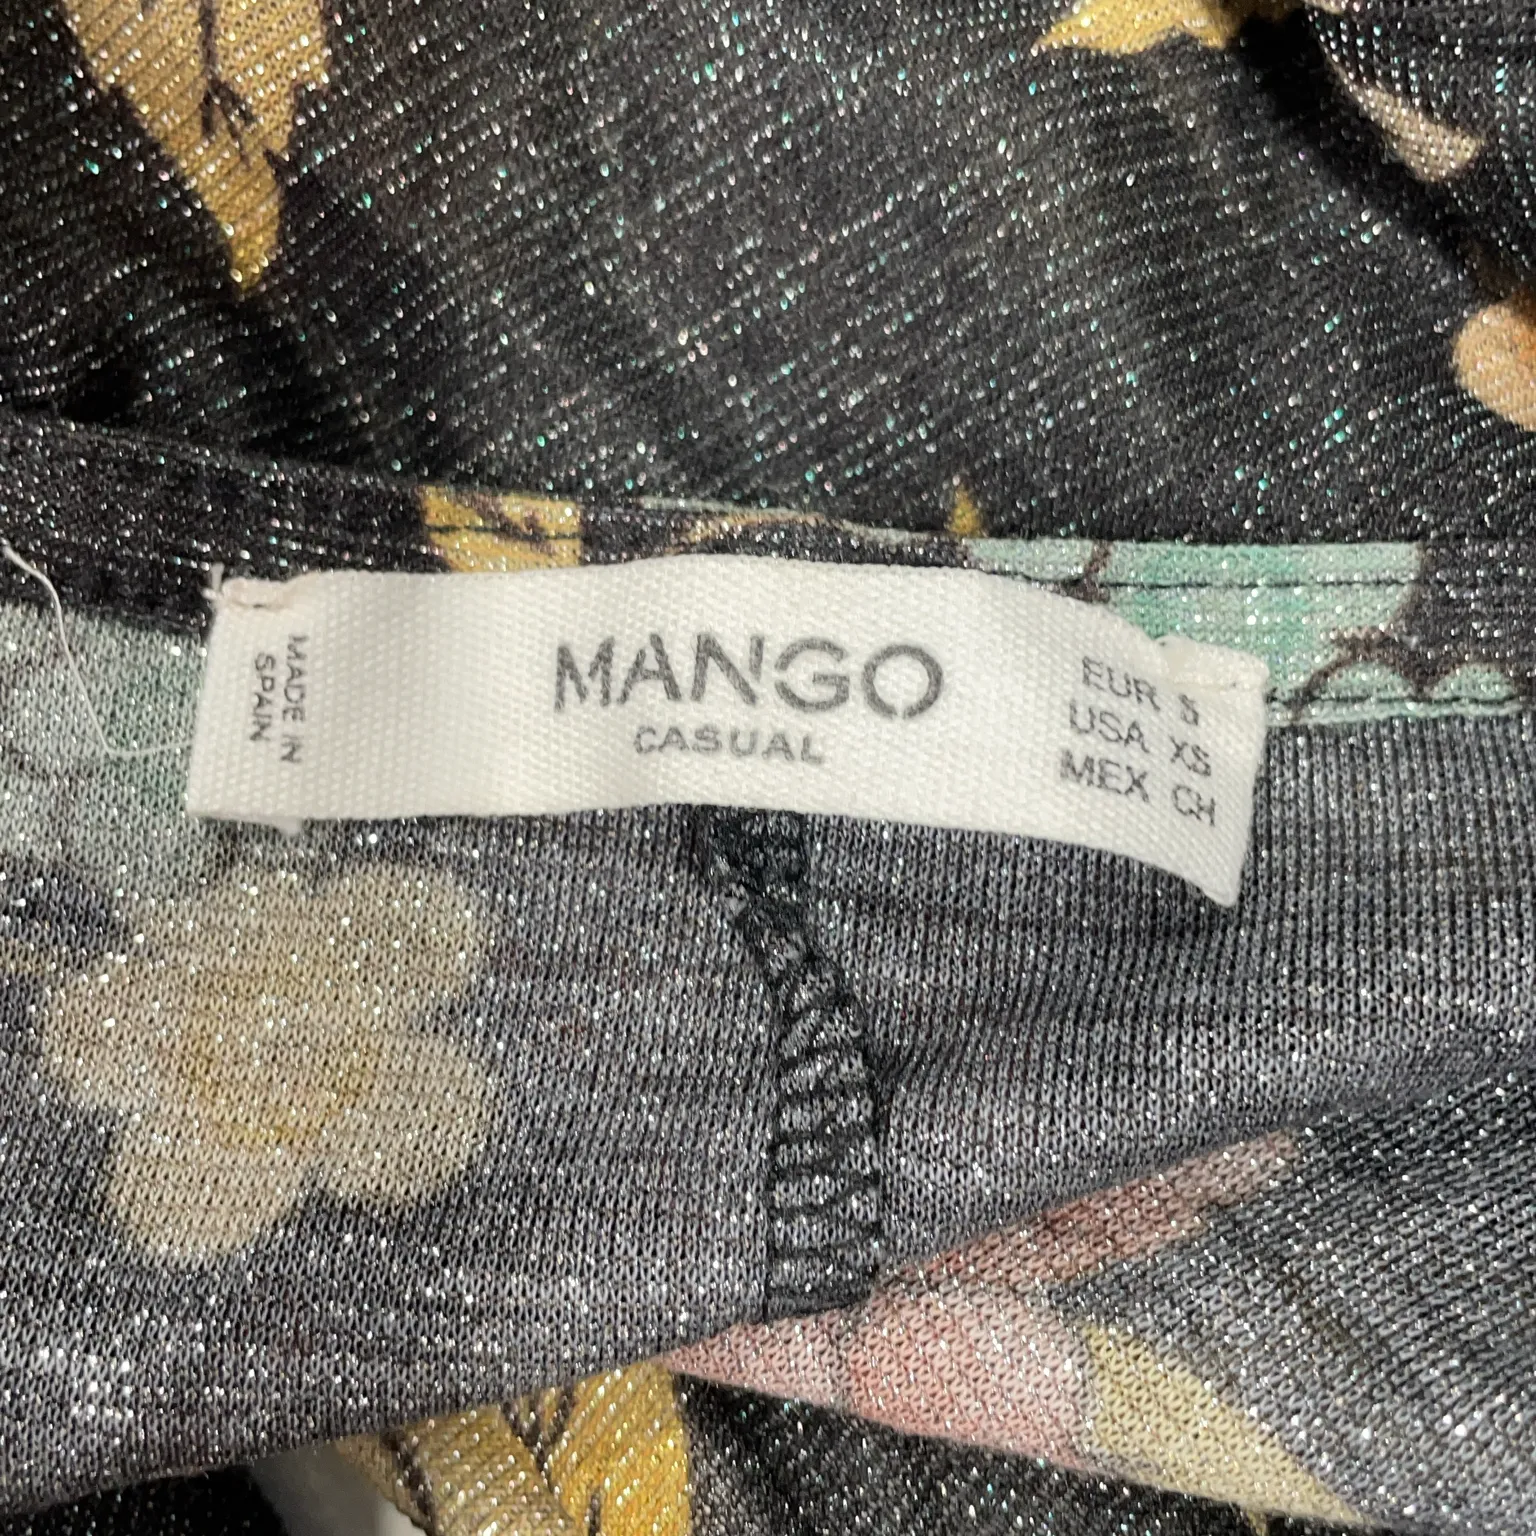 MADE IN
SPAIN
MANGO
CASUAL
EUR S
USA XS
MEX CH